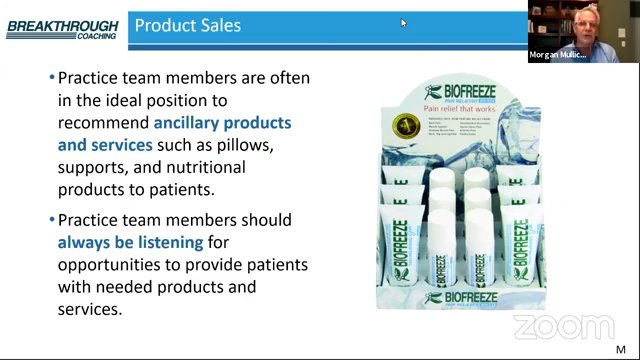 BREAKTHROUGH
COACHING
Product Sales
Morgan Mullic...
• Practice team members are often
in the ideal position to
recommend ancillary products
and services such as pillows,
supports, and nutritional
products to patients.
• Practice team members should
always be listening for
opportunities to provide patients
with needed products and
services.
BIOFREEZE
Pain relief that works
BIOFREEZE
BIOFREEZE
BIOFREEZE
BIOFREEZE
BIOFREEZE
zoom
M